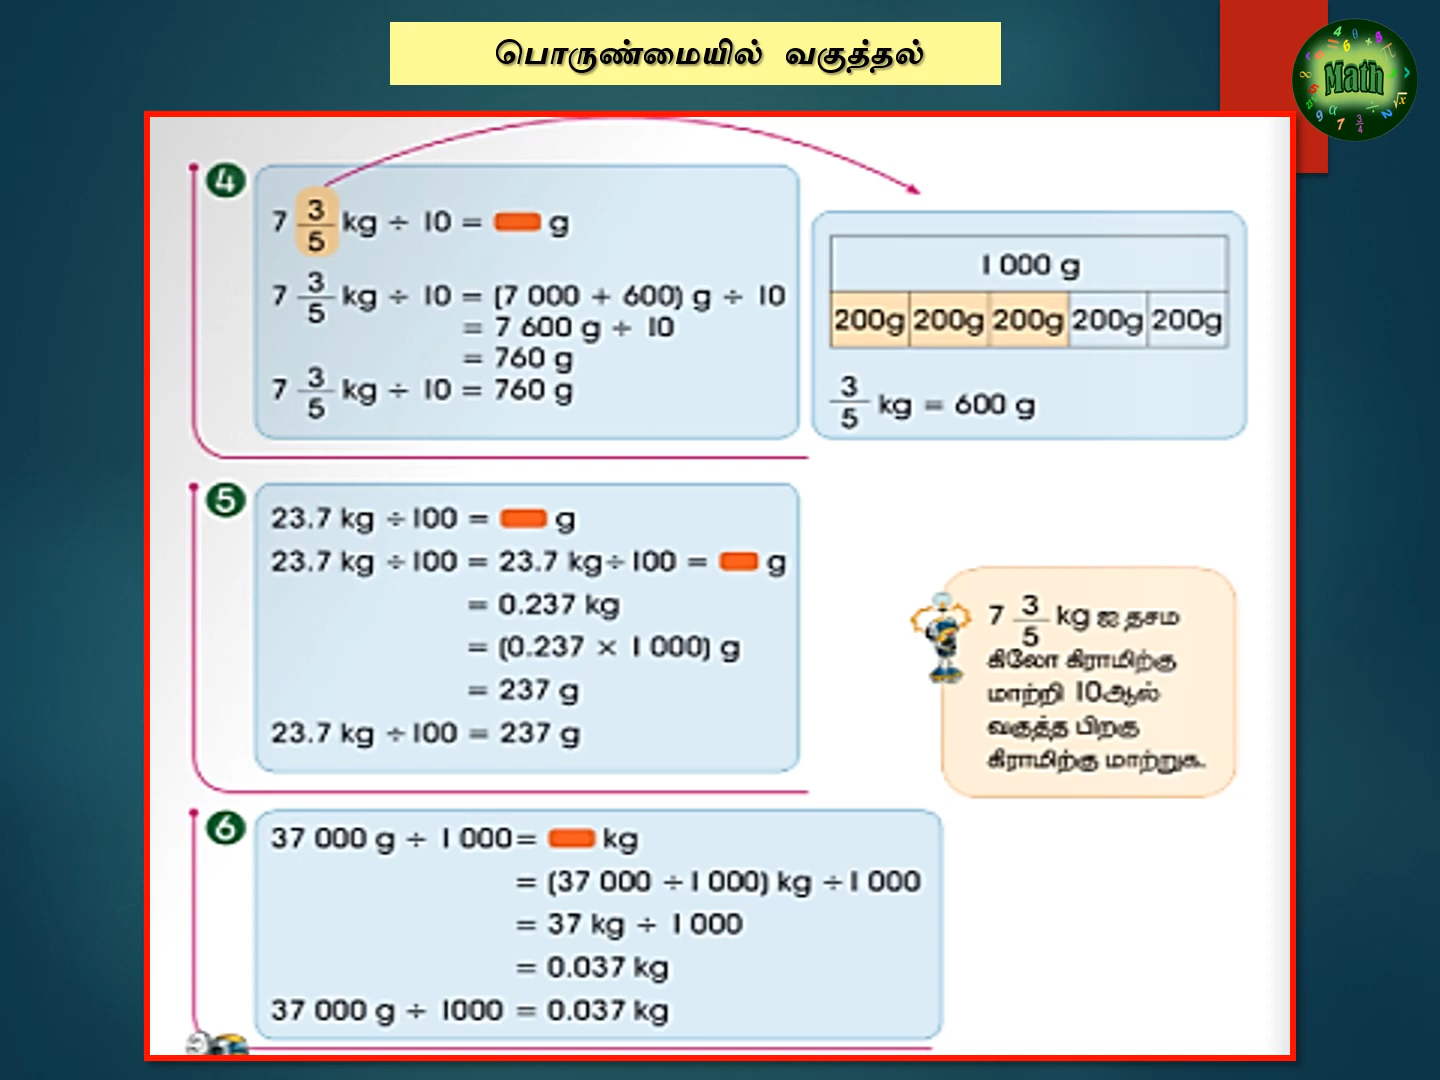 பொருண்மையில் வகுத்தல்
Math
4
7 3/5 kg ÷ 10 = g
7 3/5 kg ÷ 10 = (7 000 + 600) g ÷ 10
= 7 600 g ÷ 10
= 760 g
7 3/5 kg ÷ 10 = 760 g
1 000 g
200g 200g 200g 200g 200g
3/5 kg = 600 g
5
23.7 kg ÷100 = g
23.7 kg ÷100 = 23.7 kg÷100 = g
= 0.237 kg
= (0.237 × 1 000) g
= 237 g
23.7 kg ÷100 = 237 g
7 3/5 kg ஐ தசம
கிலோ கிராமிற்கு
மாற்றி 10ஆல்
வகுத்த பிறகு
கிராமிற்கு மாற்றுக.
6
37 000 g ÷ 1 000= kg
= (37 000 ÷1 000) kg ÷1 000
= 37 kg ÷ 1 000
= 0.037 kg
37 000 g ÷ 1000 = 0.037 kg